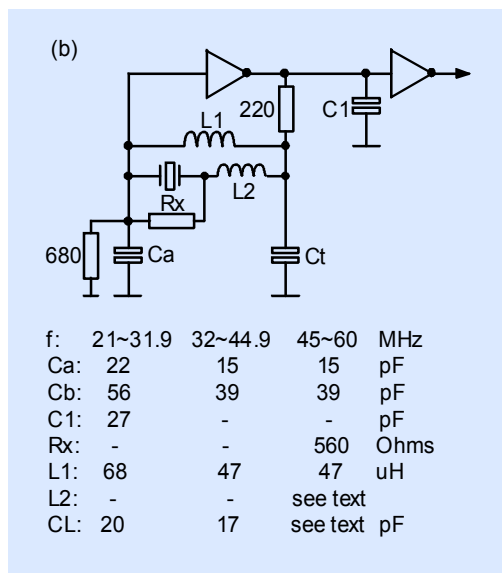 (b)
220
C1
L1
L2
Rx
680
Ca
Ct
f: 21~31.9 32~44.9 45~60 MHz
Ca: 22 15 15 pF
Cb: 56 39 39 pF
C1: 27 - - pF
Rx: - - 560 Ohms
L1: 68 47 47 uH
L2: - - see text
CL: 20 17 see text pF